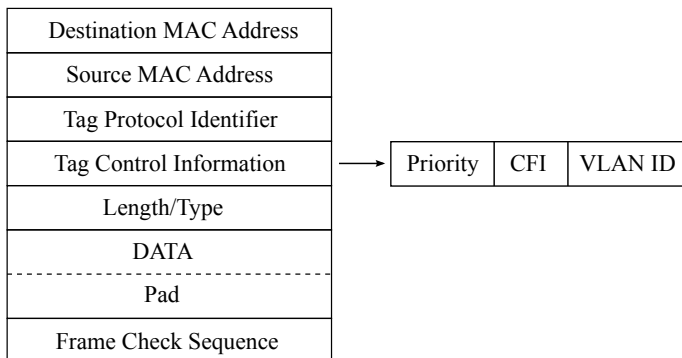 Destination MAC Address
Source MAC Address
Tag Protocol Identifier
Tag Control Information
Priority CFI VLAN ID
Length/Type
DATA
Pad
Frame Check Sequence